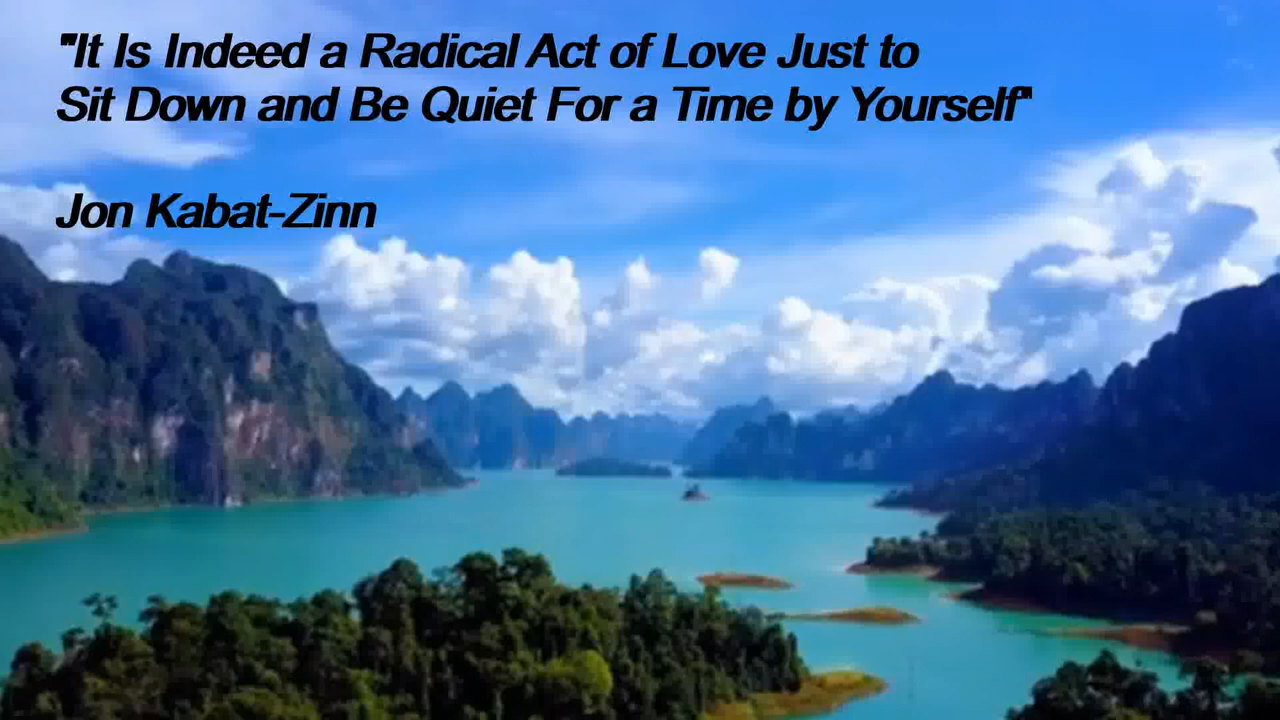 "It Is Indeed a Radical Act of Love Just to
Sit Down and Be Quiet For a Time by Yourself"
Jon Kabat-Zinn